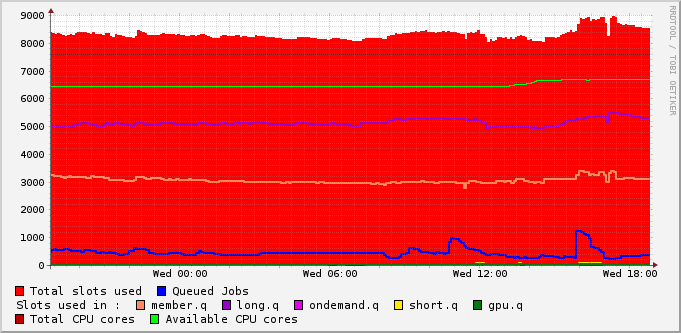 RRDTOOL / TOBI OETIKER
9000
8000
7000
6000
5000
4000
3000
2000
1000
0
Wed 00:00 Wed 06:00 Wed 12:00 Wed 18:00
Total slots used Queued Jobs
Slots used in : member.q long.q ondemand.q short.q gpu.q
Total CPU cores Available CPU cores